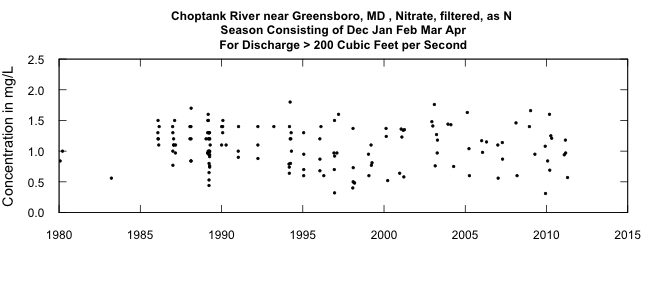 Choptank River near Greensboro, MD , Nitrate, filtered, as N
Season Consisting of Dec Jan Feb Mar Apr
For Discharge > 200 Cubic Feet per Second
Concentration in mg/L
2.5
2.0
1.5
1.0
0.5
0.0
1980 1985 1990 1995 2000 2005 2010 2015